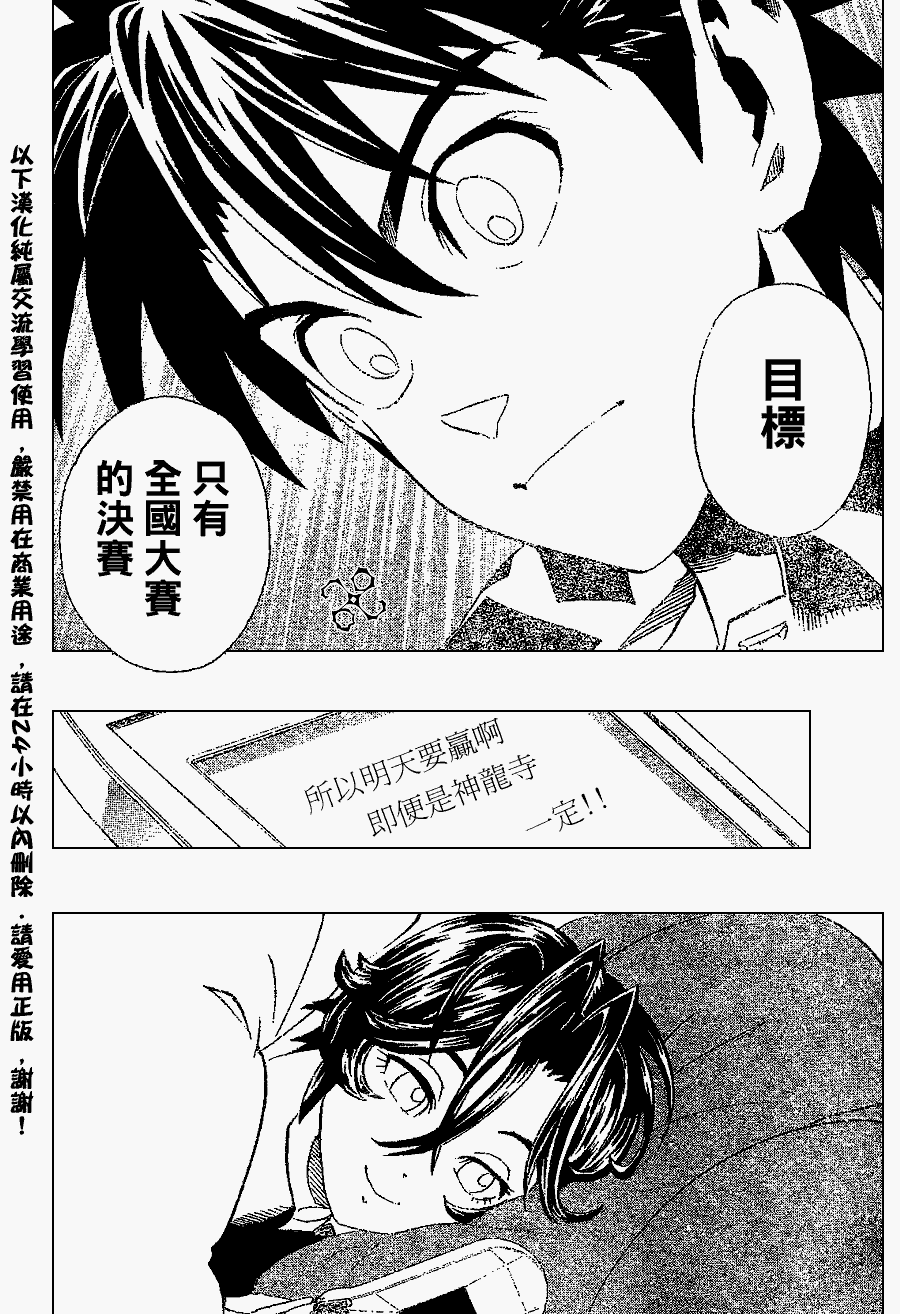 目標
只有
全國大賽
的決賽
所以明天要贏啊
即便是神龍寺
一定!!
以下漢化純屬交流學習使用，嚴禁用在商業用途，請在24小時以內刪除．請愛用正版，謝謝！